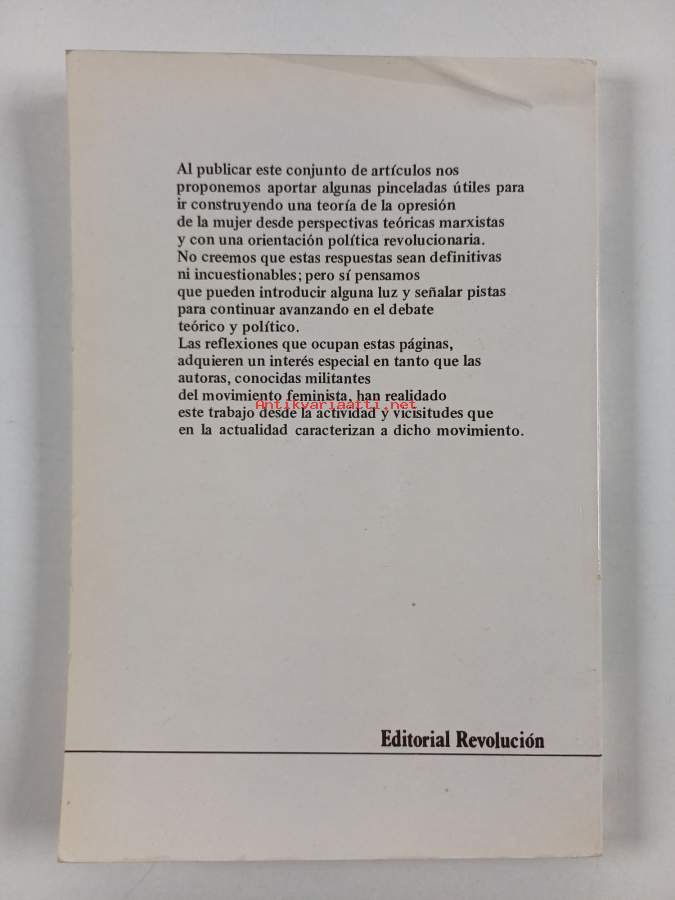 Al publicar este conjunto de artículos nos
proponemos aportar algunas pinceladas útiles para
ir construyendo una teoría de la opresión
de la mujer desde perspectivas teóricas marxistas
y con una orientación política revolucionaria.
No creemos que estas respuestas sean definitivas
ni incuestionables; pero sí pensamos
que pueden introducir alguna luz y señalar pistas
para continuar avanzando en el debate
teórico y político.
Las reflexiones que ocupan estas páginas,
adquieren un interés especial en tanto que las
autoras, conocidas militantes
del movimiento feminista, han realidado
Antikvariaatti.net
este trabajo desde la actividad y vicisitudes que
en la actualidad caracterizan a dicho movimiento.
Editorial Revolución